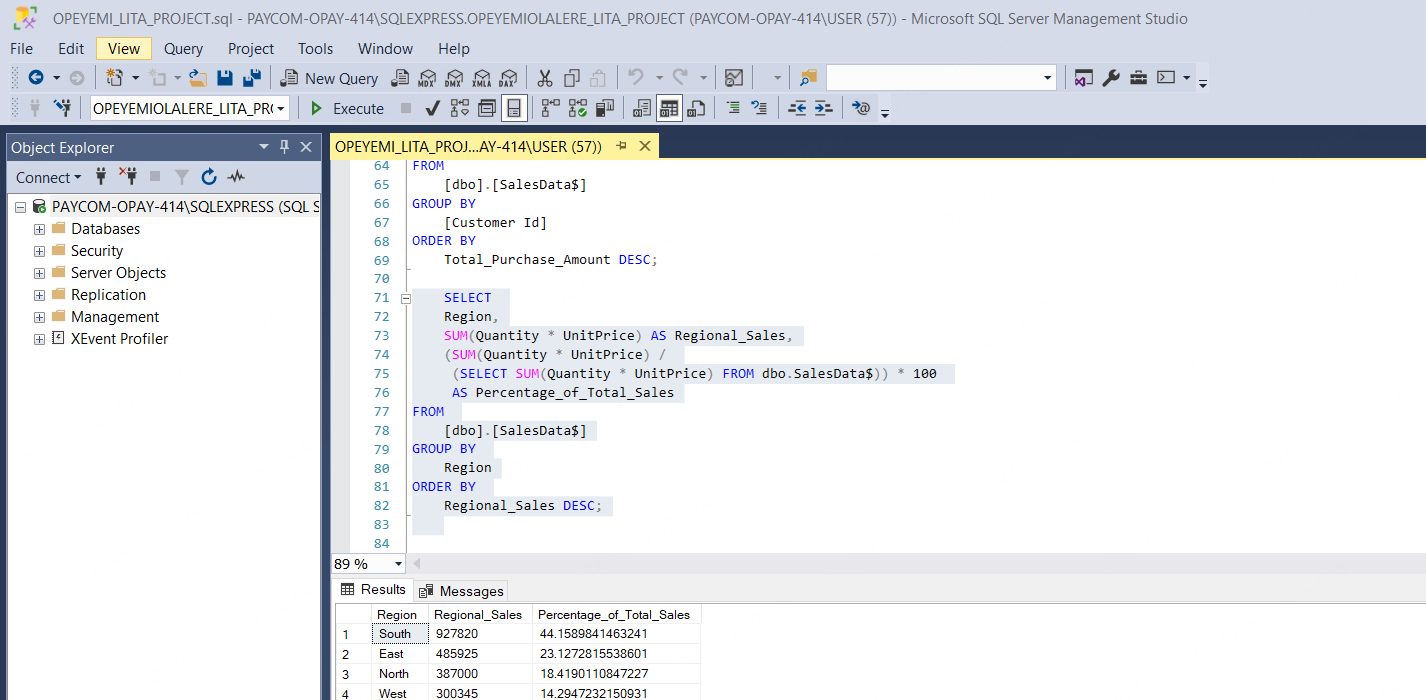 OPEYEMI_LITA_PROJECT.sql - PAYCOM-OPAY-414\SQLEXPRESS.OPEYEMIOLALERE_LITA_PROJECT (PAYCOM-OPAY-414\USER (57)) - Microsoft SQL Server Management Studio
File Edit View Query Project Tools Window Help
New Query MDX DMX XMLA DAX
OPEYEMIOLALERE_LITA_PR( Execute
Object Explorer
Connect
PAYCOM-OPAY-414\SQLEXPRESS (SQL S
Databases
Security
Server Objects
Replication
Management
XEvent Profiler
OPEYEMI_LITA_PROJ...AY-414\USER (57))
64 FROM
65 [dbo].[SalesData$]
66 GROUP BY
67 [Customer Id]
68 ORDER BY
69 Total_Purchase_Amount DESC;
70
71 SELECT
72 Region,
73 SUM(Quantity * UnitPrice) AS Regional_Sales,
74 (SUM(Quantity * UnitPrice) /
75 (SELECT SUM(Quantity * UnitPrice) FROM dbo.SalesData$)) * 100
76 AS Percentage_of_Total_Sales
77 FROM
78 [dbo].[SalesData$]
79 GROUP BY
80 Region
81 ORDER BY
82 Regional_Sales DESC;
83
84
89 %
Results Messages
Region Regional_Sales Percentage_of_Total_Sales
1 South 927820 44.1589841463241
2 East 485925 23.1272815538601
3 North 387000 18.4190110847227
4 West 300345 14.2947232150931